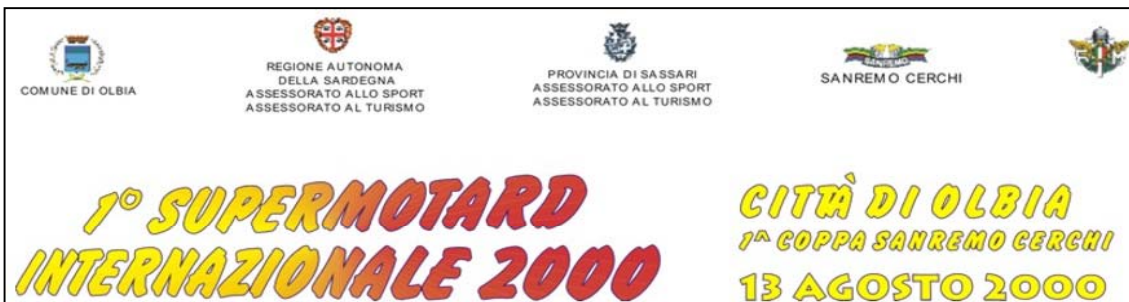 COMUNE DI OLBIA
REGIONE AUTONOMA
DELLA SARDEGNA
ASSESSORATO ALLO SPORT
ASSESSORATO AL TURISMO
PROVINCIA DI SASSARI
ASSESSORATO ALLO SPORT
ASSESSORATO AL TURISMO
SANREMO
SANREMO CERCHI
1° SUPERMOTARD
INTERNAZIONALE 2000
CITTÀ DI OLBIA
1^ COPPA SANREMO CERCHI
13 AGOSTO 2000